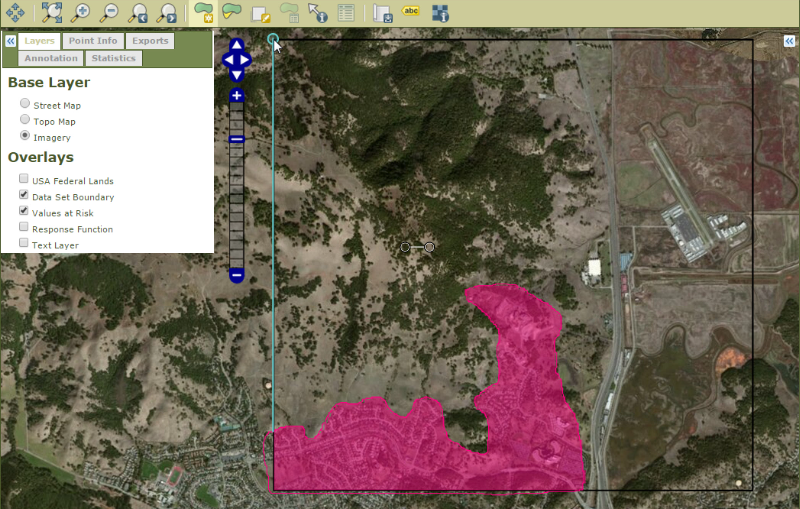 abc
Layers Point Info Exports
Annotation Statistics
Base Layer
Street Map
Topo Map
Imagery
Overlays
USA Federal Lands
Data Set Boundary
Values at Risk
Response Function
Text Layer